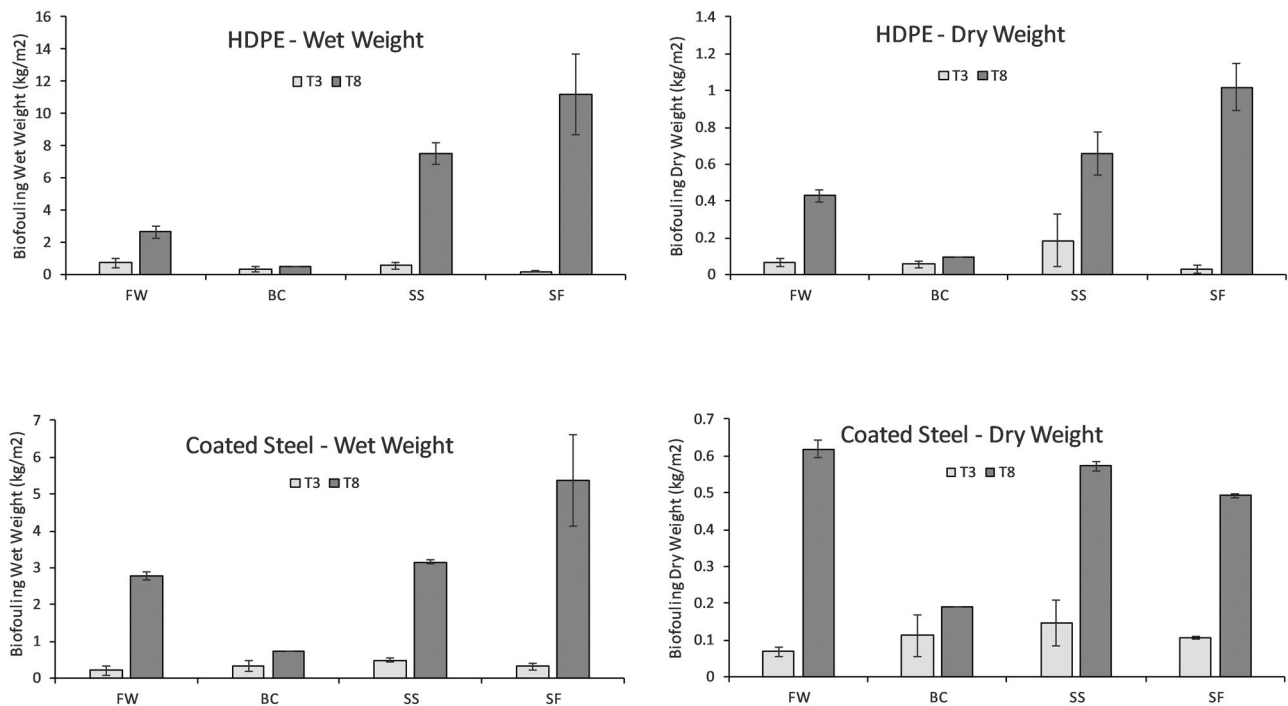 HDPE - Wet Weight
T3 T8
Biofouling Wet Weight (kg/m2)
16
14
12
10
8
6
4
2
0
FW BC SS SF
HDPE - Dry Weight
T3 T8
Biofouling Dry Weight (kg/m2)
1.4
1.2
1
0.8
0.6
0.4
0.2
0
FW BC SS SF
Coated Steel - Wet Weight
T3 T8
Biofouling Wet Weight (kg/m2)
7
6
5
4
3
2
1
0
FW BC SS SF
Coated Steel - Dry Weight
T3 T8
Biofouling Dry Weight (kg/m2)
0.7
0.6
0.5
0.4
0.3
0.2
0.1
0
FW BC SS SF